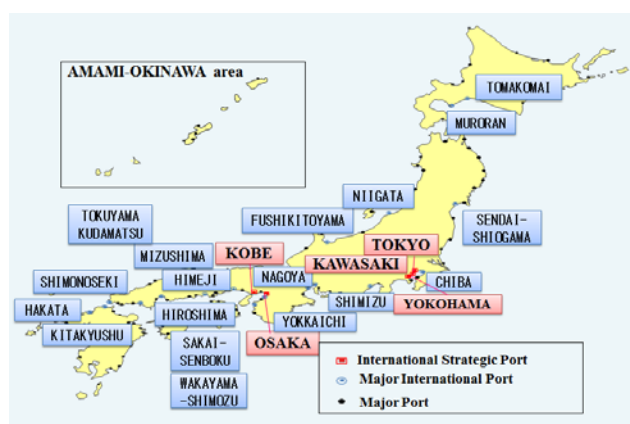 AMAMI-OKINAWA area
TOMAKOMAI
MURORAN
NIIGATA
TOKUYAMA
KUDAMATSU
FUSHIKITOYAMA
SENDAI-
SHIOGAMA
TOKYO
KOBE
MIZUSHIMA
KAWASAKI
SHIMONOSEKI
HIMEJI
NAGOYA
CHIBA
HAKATA
SHIMIZU
YOKOHAMA
HIROSHIMA
YOKKAICHI
KITAKYUSHU
SAKAI-
SENBOKU
OSAKA
WAKAYAMA
-SHIMOZU
International Strategic Port
Major International Port
Major Port